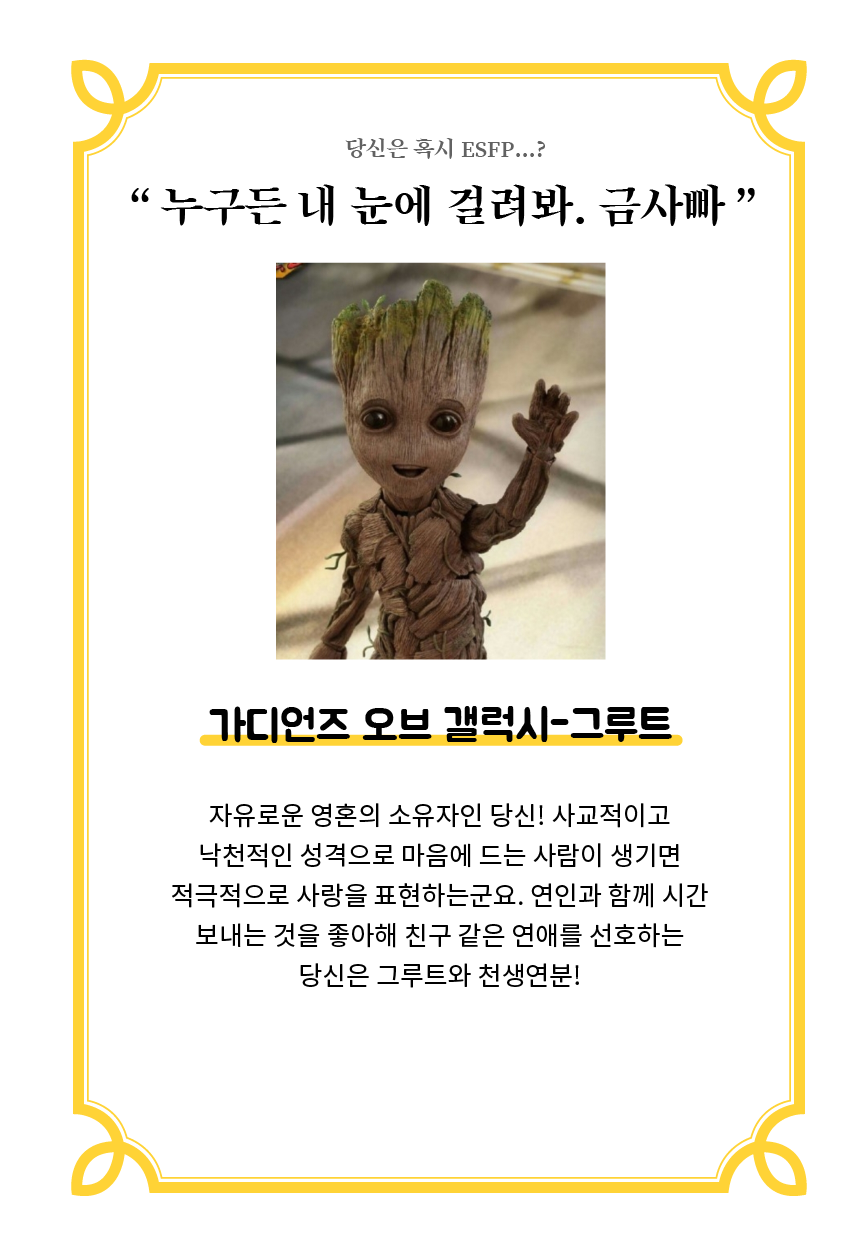 당신은 혹시 ESFP...?
“ 누구든 내 눈에 걸려봐. 금사빠 ”
가디언즈 오브 갤럭시-그루트
자유로운 영혼의 소유자인 당신! 사교적이고
낙천적인 성격으로 마음에 드는 사람이 생기면
적극적으로 사랑을 표현하는군요. 연인과 함께 시간
보내는 것을 좋아해 친구 같은 연애를 선호하는
당신은 그루트와 천생연분!